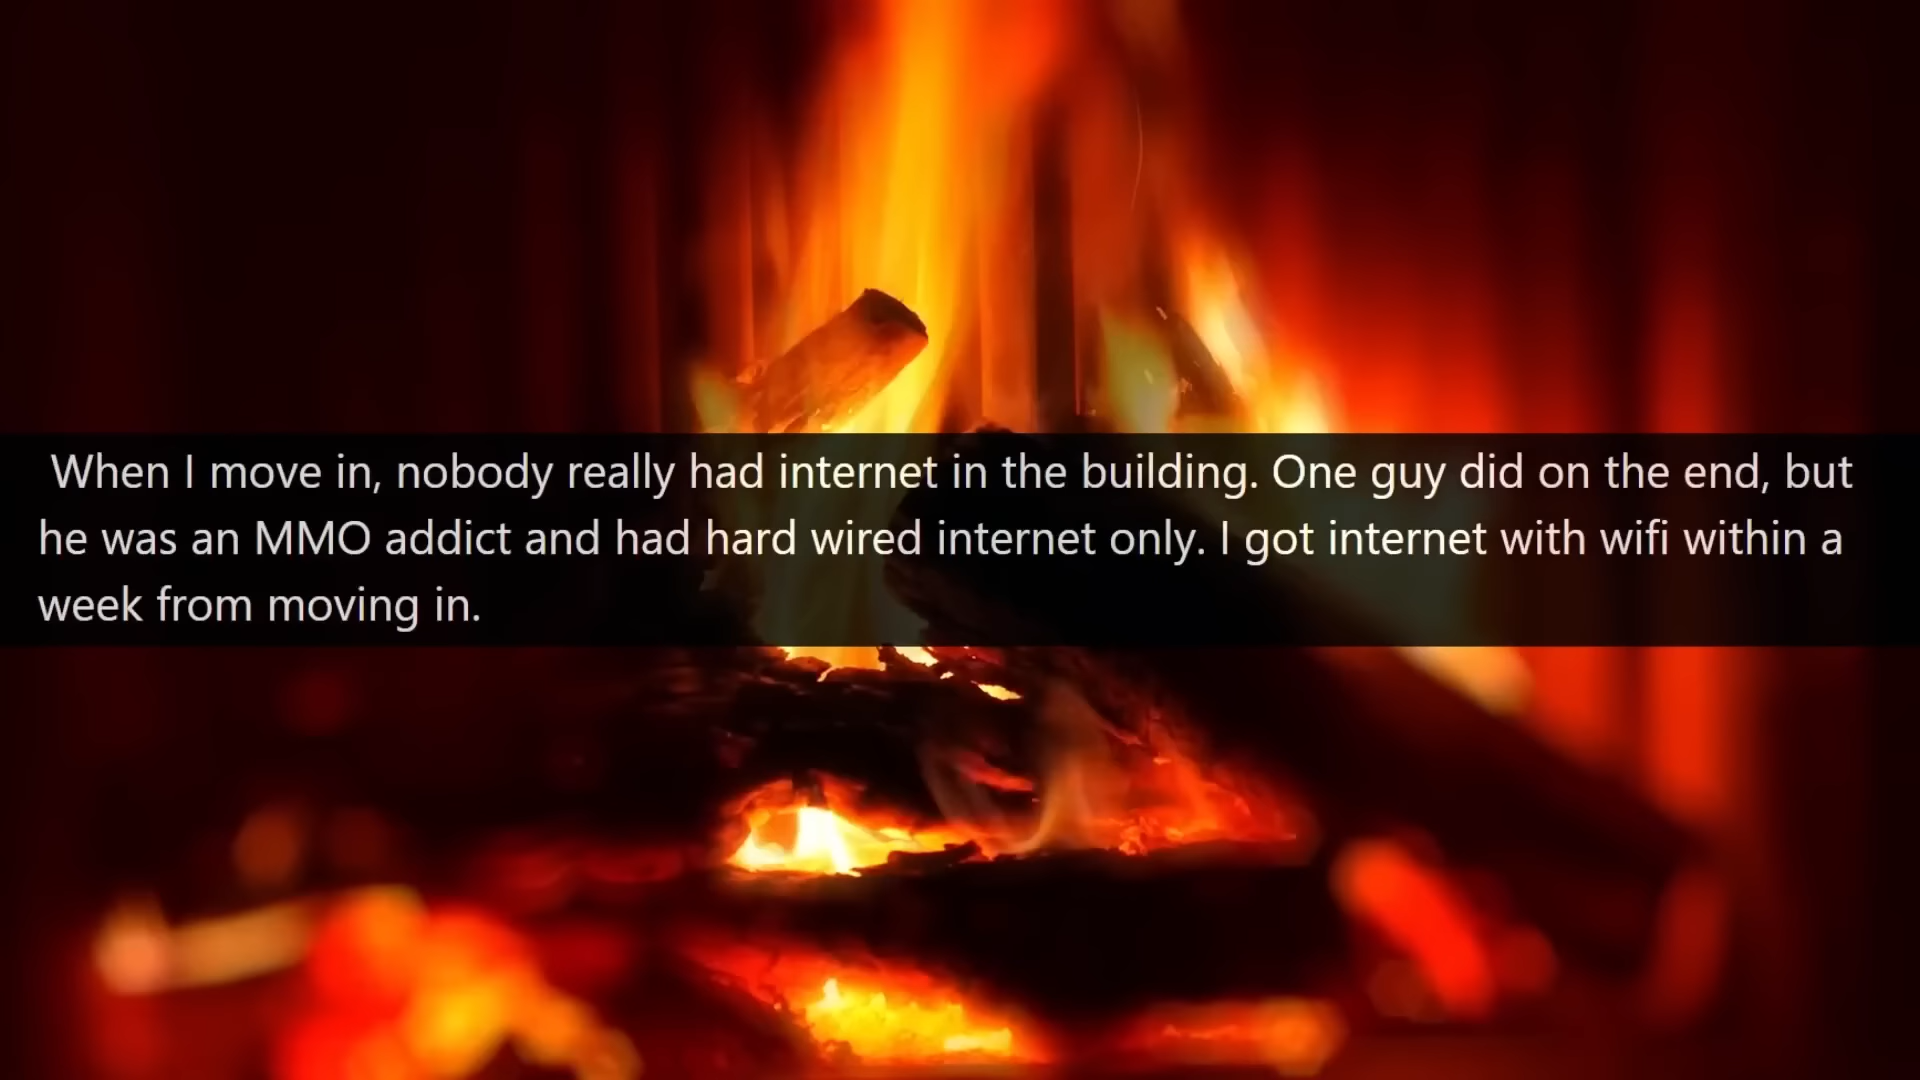 When I move in, nobody really had internet in the building. One guy did on the end, but
he was an MMO addict and had hard wired internet only. I got internet with wifi within a
week from moving in.